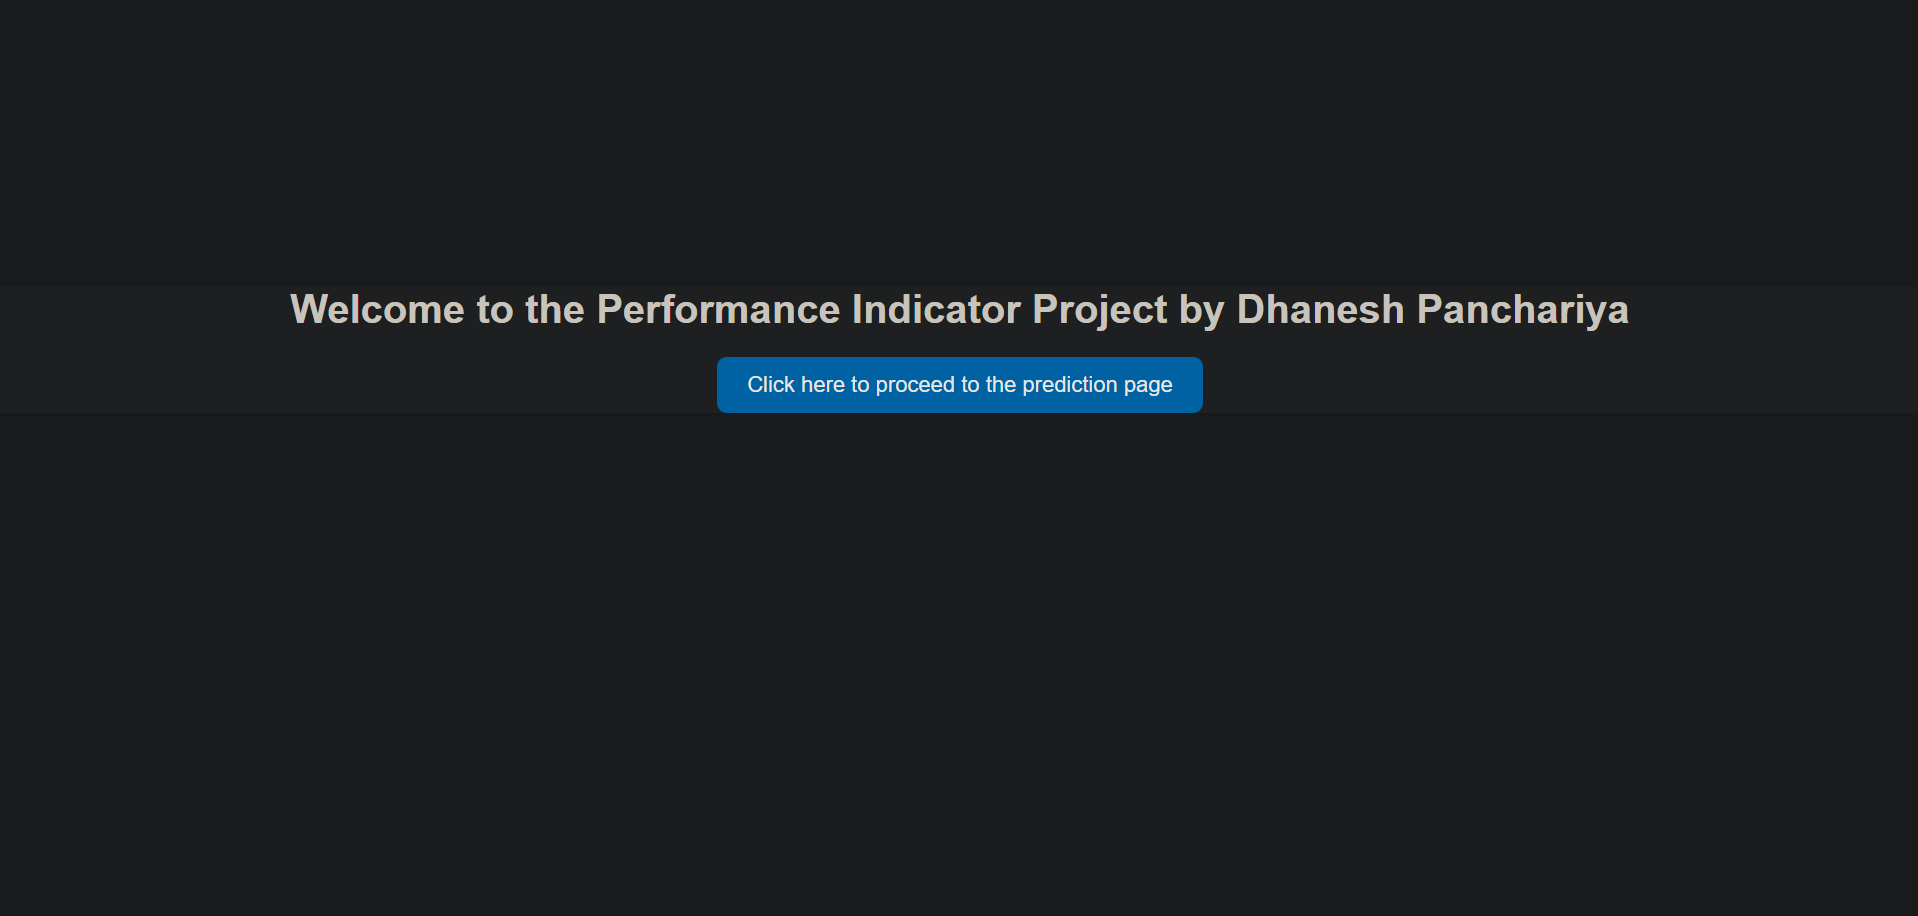 Welcome to the Performance Indicator Project by Dhanesh Panchariya
Click here to proceed to the prediction page